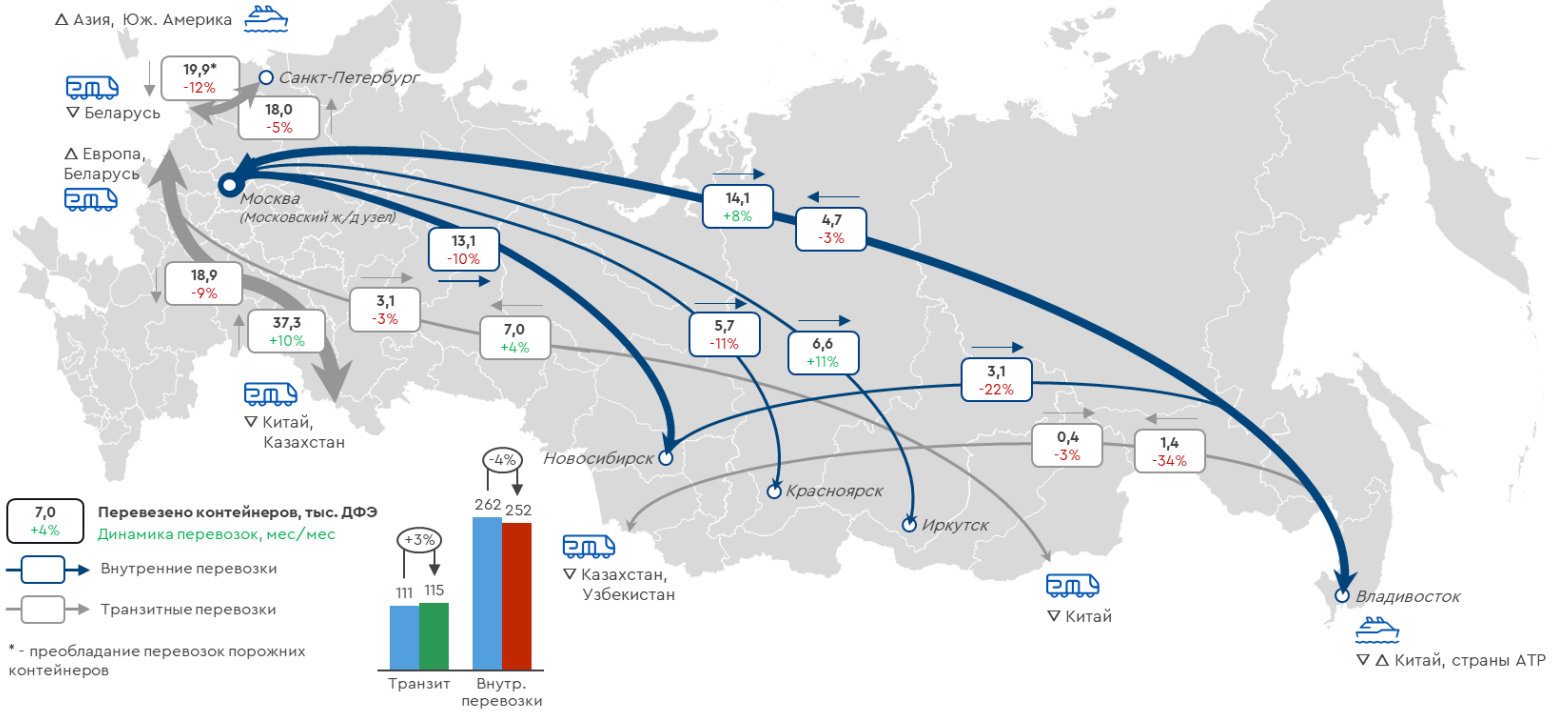 △ Азия, Юж. Америка
19,9*
-12%
Санкт-Петербург
▽ Беларусь
18,0
-5%
△ Европа,
Беларусь
Москва
(Московский ж/д узел)
14,1
+8%
4,7
-3%
13,1
-10%
18,9
-9%
3,1
-3%
37,3
+10%
7,0
+4%
5,7
-11%
6,6
+11%
3,1
-22%
▽ Китай,
Казахстан
0,4
-3%
1,4
-34%
Новосибирск
Красноярск
Иркутск
▽ Казахстан,
Узбекистан
▽ Китай
Владивосток
▽ △ Китай, страны АТР
7,0
+4%
Перевезено контейнеров, тыс. ДФЭ
Динамика перевозок, мес/мес
Внутренние перевозки
Транзитные перевозки
* - преобладание перевозок порожних
контейнеров
-4%
262
252
+3%
111
115
Транзит
Внутр.
перевозки